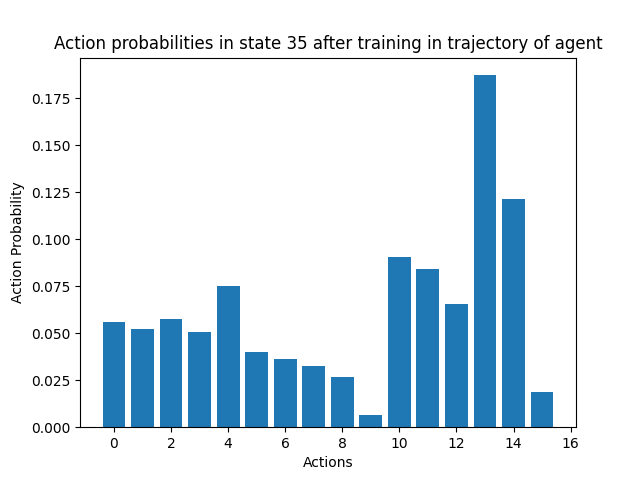 Action probabilities in state 35 after training in trajectory of agent
0.175
0.150
0.125
0.100
0.075
0.050
0.025
0.000
Action Probability
0 2 4 6 8 10 12 14 16
Actions